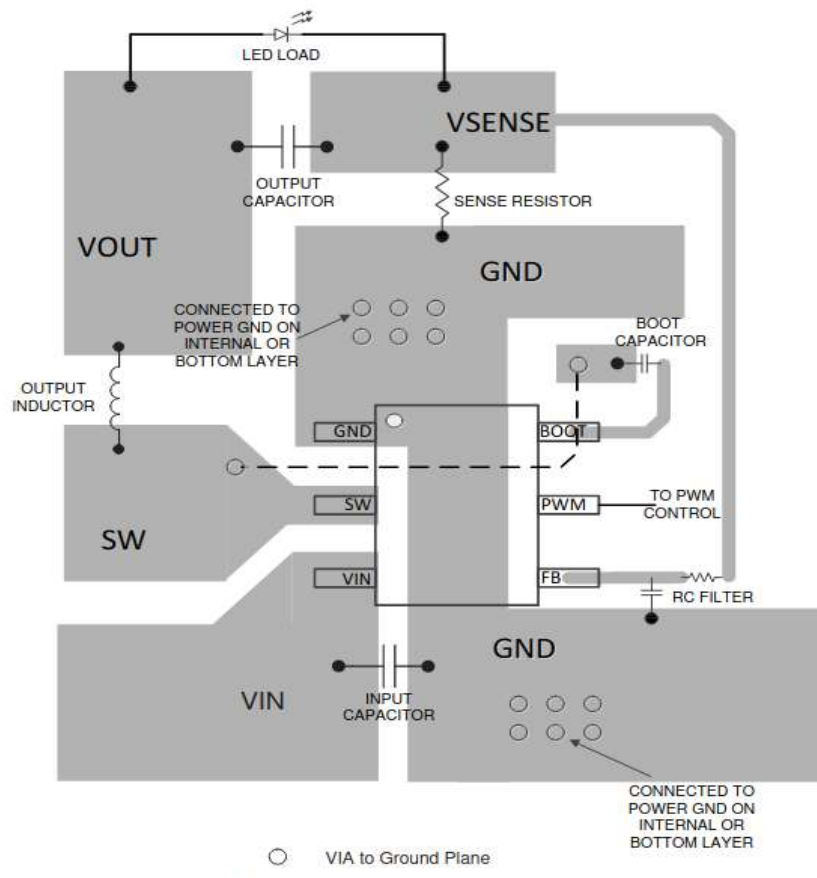 LED LOAD
VSENSE
OUTPUT
CAPACITOR
SENSE RESISTOR
VOUT
GND
CONNECTED TO
POWER GND ON
INTERNAL OR
BOTTOM LAYER
BOOT
CAPACITOR
OUTPUT
INDUCTOR
GND
BOOT
SW
SW
PWM
TO PWM
CONTROL
VIN
FB
RC FILTER
GND
VIN
INPUT
CAPACITOR
CONNECTED TO
POWER GND ON
INTERNAL OR
BOTTOM LAYER
VIA to Ground Plane